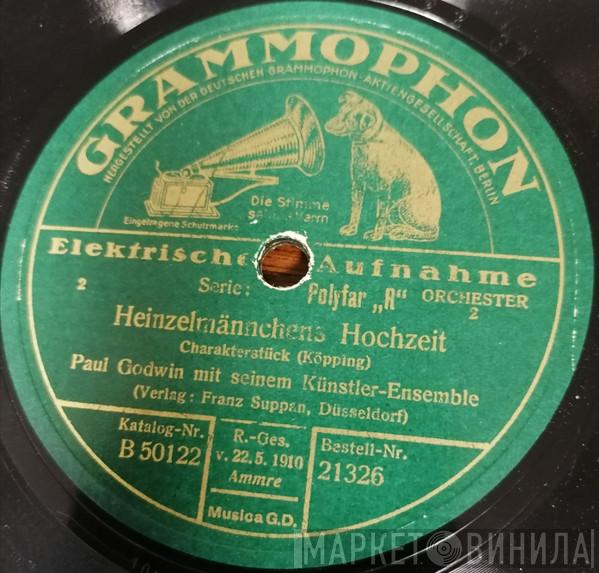 GRAMMOPHON
HERGESTELLT VON DER DEUTSCHEN GRAMMOPHON-AKTIENGESELLSCHAFT, BERLIN
Die Stimme
Eingetragene Schutzmarke
Elektrische Aufnahme
2 Serie: Polyfar „R“ ORCHESTER
2
Heinzelmännchens Hochzeit
Charakterstück (Köpping)
Paul Godwin mit seinem Künstler-Ensemble
(Verlag: Franz Suppan, Düsseldorf)
Katalog-Nr.
B 50122
R.-Ges.
v. 22.5.1910
Ammre
Musica G.D.
Bestell-Nr.
21326
МАРКЕТ ВИНИЛА